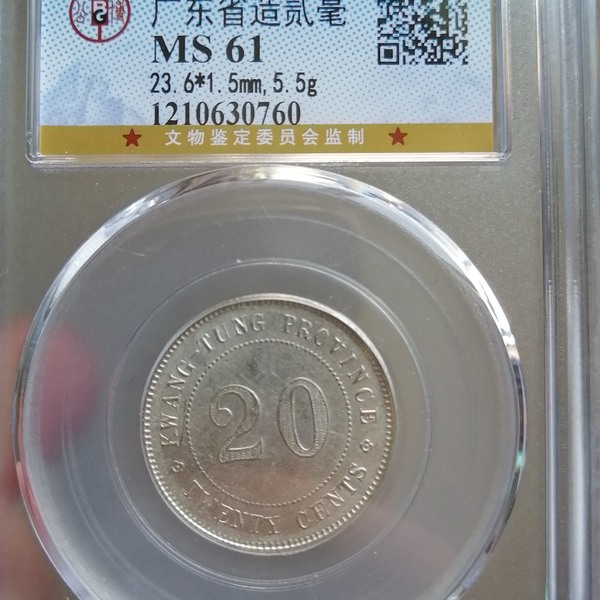 广东省造贰毫
MS 61
23.6*1.5mm,5.5g
1210630760
★ 文物鉴定委员会监制 ★
KWANG-TUNG PROVINCE
20
TWENTY CENTS